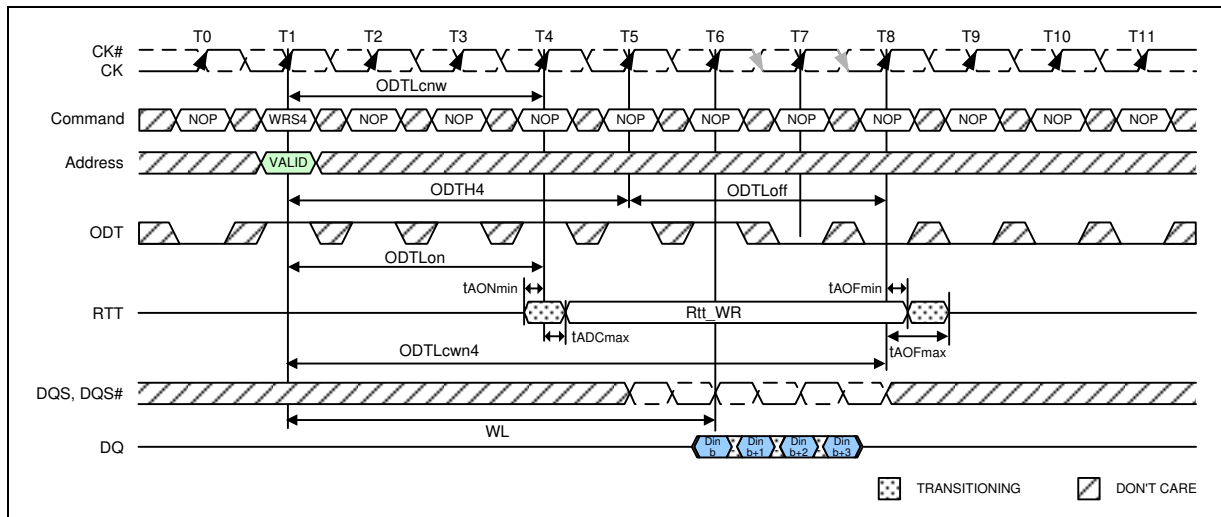 T0 T1 T2 T3 T4 T5 T6 T7 T8 T9 T10 T11
CK#
CK
ODTLcnw
Command NOP WRS4 NOP NOP NOP NOP NOP NOP NOP NOP NOP NOP
Address VALID
ODTH4 ODTLoff
ODT
ODTLon
tAONmin tAOFmin
RTT Rtt_WR
tADCmax tAOFmax
ODTLcwn4
DQS, DQS#
WL
DQ Din b Din b+1 Din b+2 Din b+3
TRANSITIONING DON'T CARE